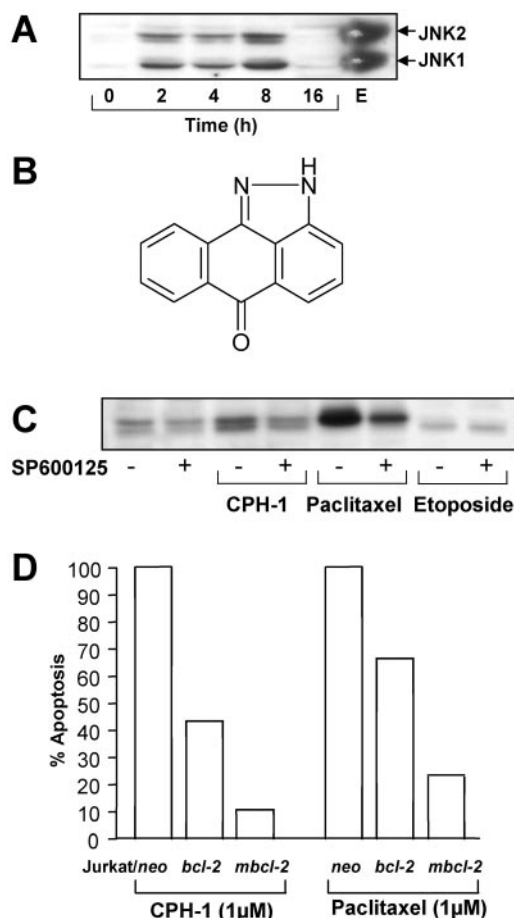 A
JNK2
JNK1
0 2 4 8 16 E
Time (h)
B
N N
H
O
C
SP600125 - + - + - + - +
CPH-1 Paclitaxel Etoposide
D
% Apoptosis
100
90
80
70
60
50
40
30
20
10
0
Jurkat/neo bcl-2 mbcl-2 neo bcl-2 mbcl-2
CPH-1 (1µM) Paclitaxel (1µM)